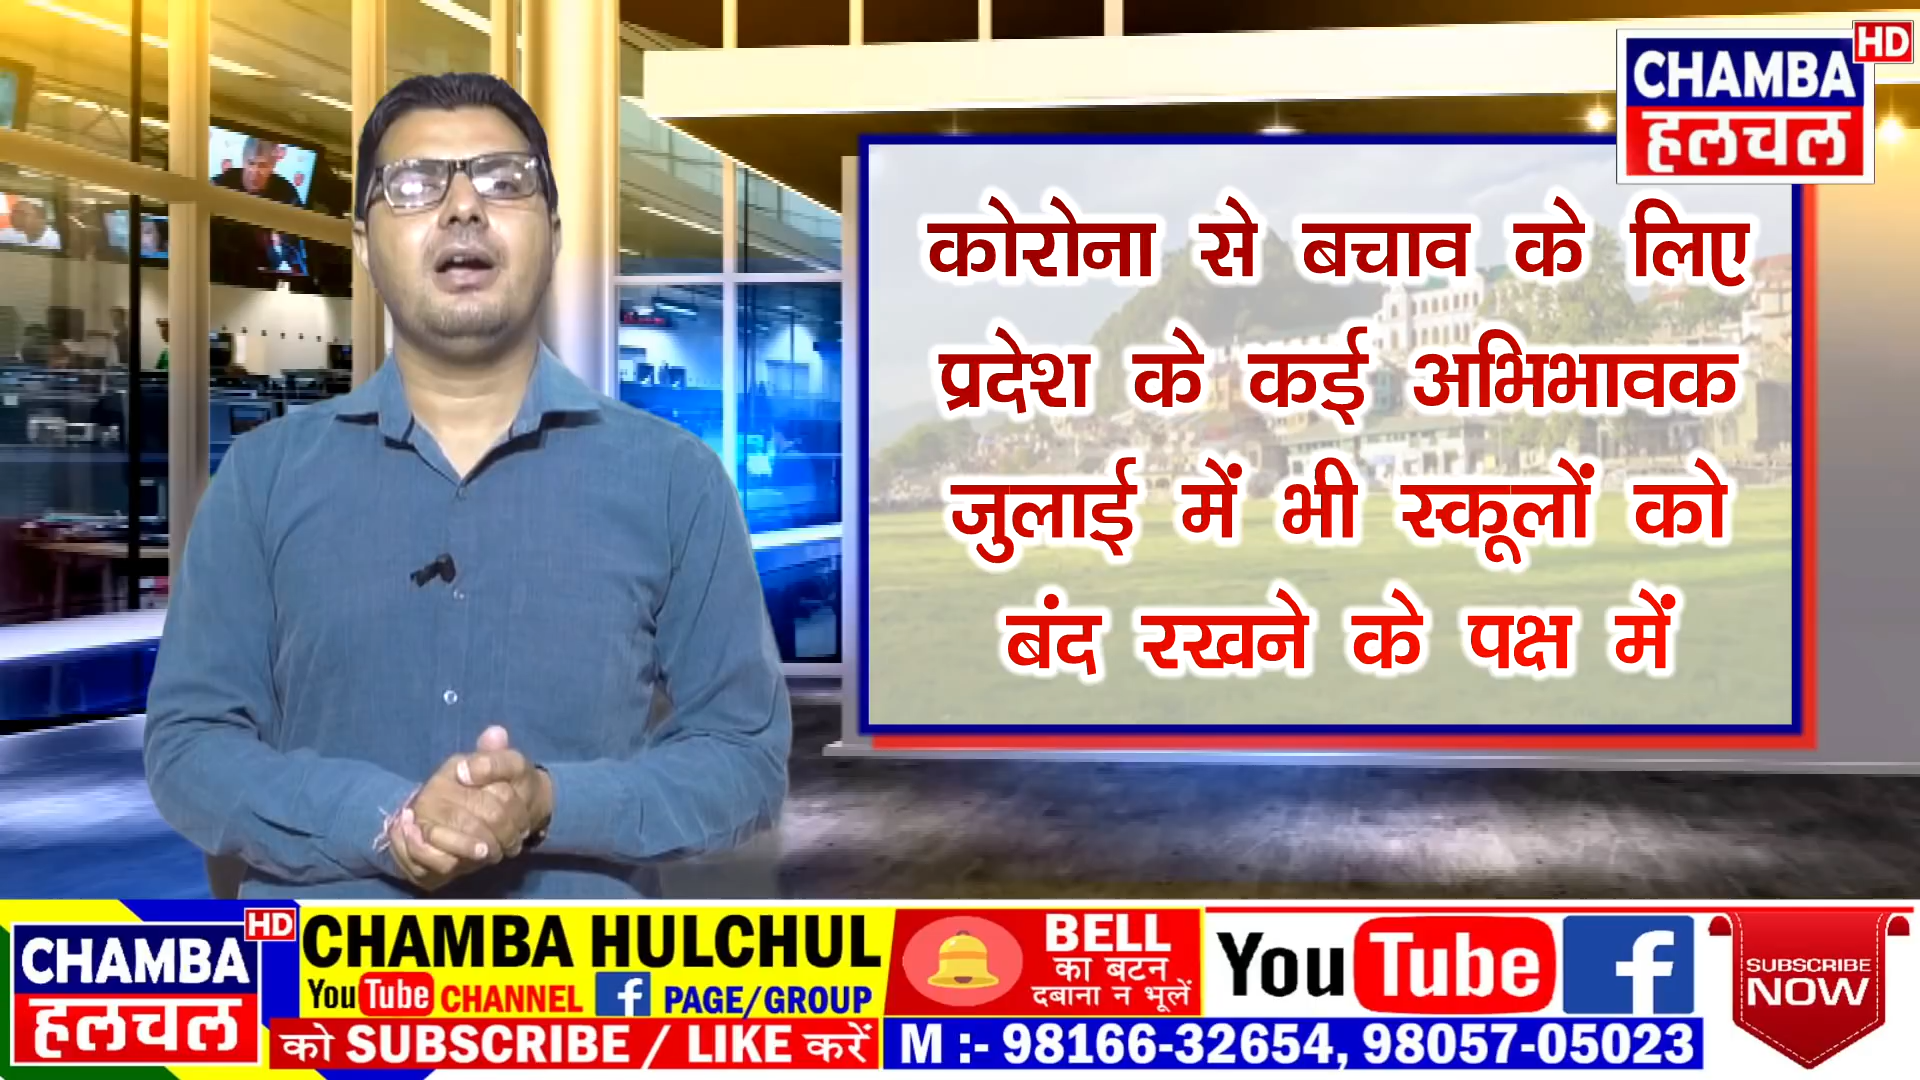 CHAMBA HD
हलचल
कोरोना से बचाव के लिए
प्रदेश के कई अभिभावक
जुलाई में भी स्कूलों को
बंद रखने के पक्ष में
CHAMBA HD
हलचल
CHAMBA HULCHUL
YouTube CHANNEL f PAGE/GROUP
को SUBSCRIBE / LIKE करें
BELL
का बटन
दबाना न भूलें
YouTube f
M :- 98166-32654, 98057-05023
SUBSCRIBE
NOW